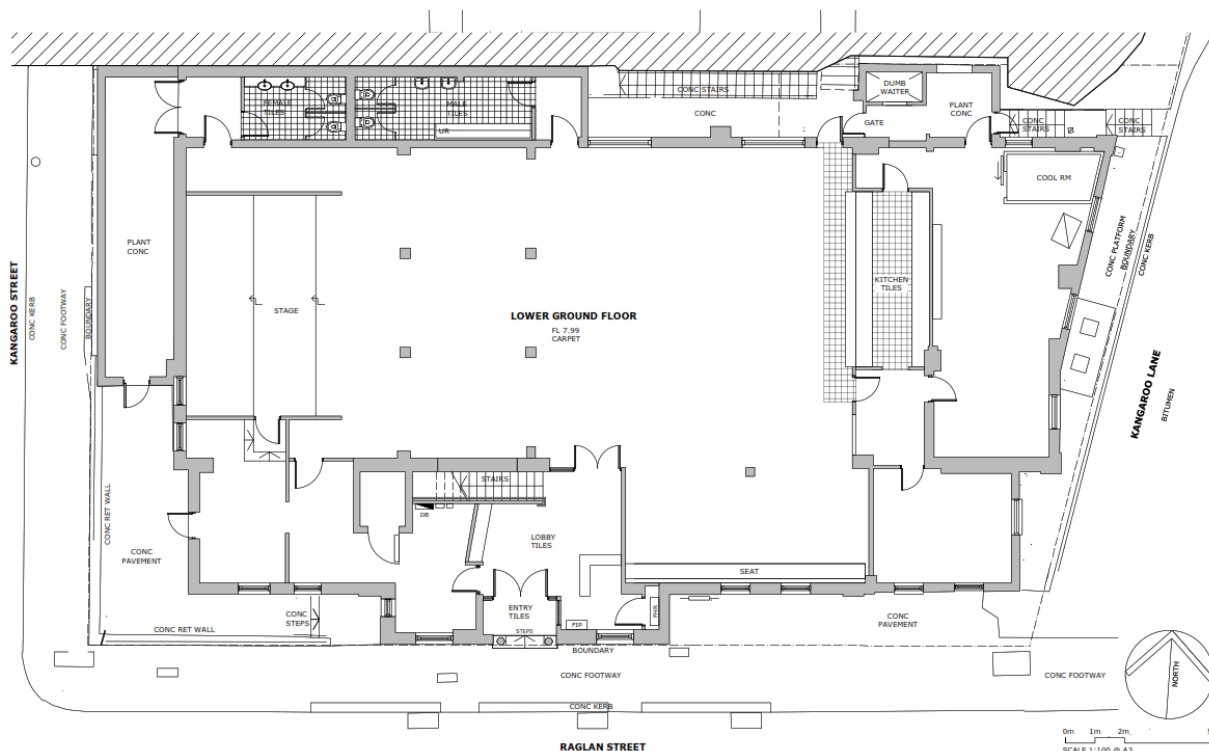 CONC STAIRS
DUMB
WAITER
FEMALE
TILES
MALE
TILES
UR
CONC
GATE
PLANT
CONC
CONC
STAIRS
CONC
STAIRS
COOL RM
PLANT
CONC
STAGE
KITCHEN
TILES
LOWER GROUND FLOOR
FL 7.99
CARPET
KANGAROO STREET
CONC KERB
CONC FOOTWAY
BOUNDARY
CONC PLATFORM
BOUNDARY
CONC KERB
KANGAROO LANE
BITUMEN
CONC RET WALL
CONC
PAVEMENT
STAIRS
DB
LOBBY
TILES
SEAT
ENTRY
TILES
STEPS
FIP
FHR
CONC
STEPS
CONC RET WALL
CONC
PAVEMENT
BOUNDARY
CONC FOOTWAY
CONC FOOTWAY
CONC KERB
RAGLAN STREET
NORTH
0m 1m 2m 5
SCALE 1:100 @ A3